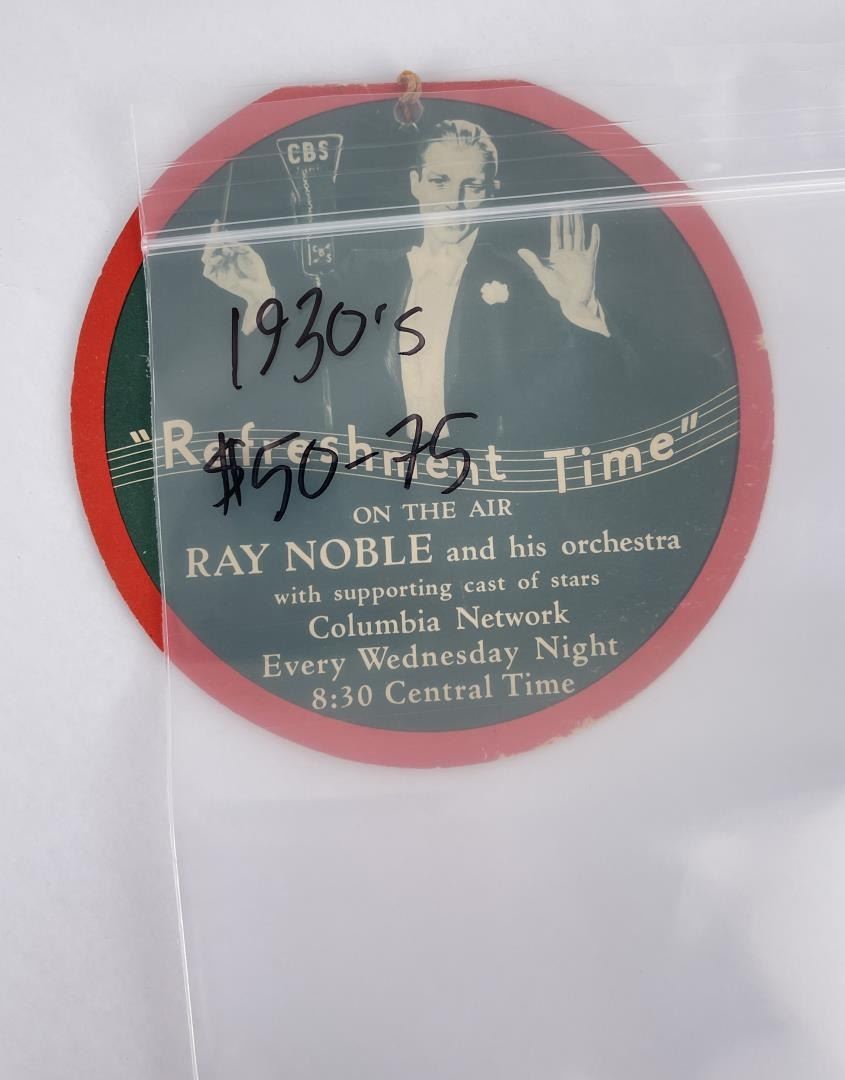 CBS
CBS
1930's
"Refreshment Time"
$50-75
ON THE AIR
RAY NOBLE and his orchestra
with supporting cast of stars
Columbia Network
Every Wednesday Night
8:30 Central Time